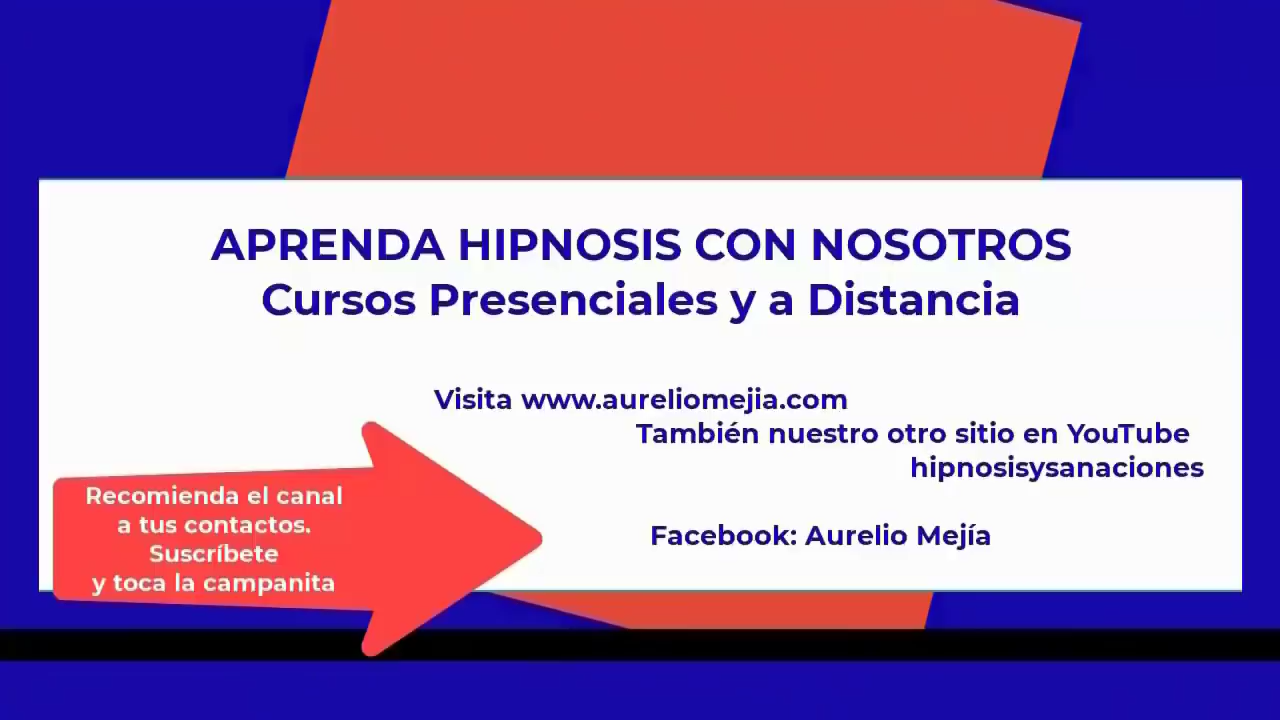 APRENDA HIPNOSIS CON NOSOTROS
Cursos Presenciales y a Distancia
Visita www.aureliomejia.com
También nuestro otro sitio en YouTube
hipnosisysanaciones
Facebook: Aurelio Mejía
Recomienda el canal
a tus contactos.
Suscríbete
y toca la campanita